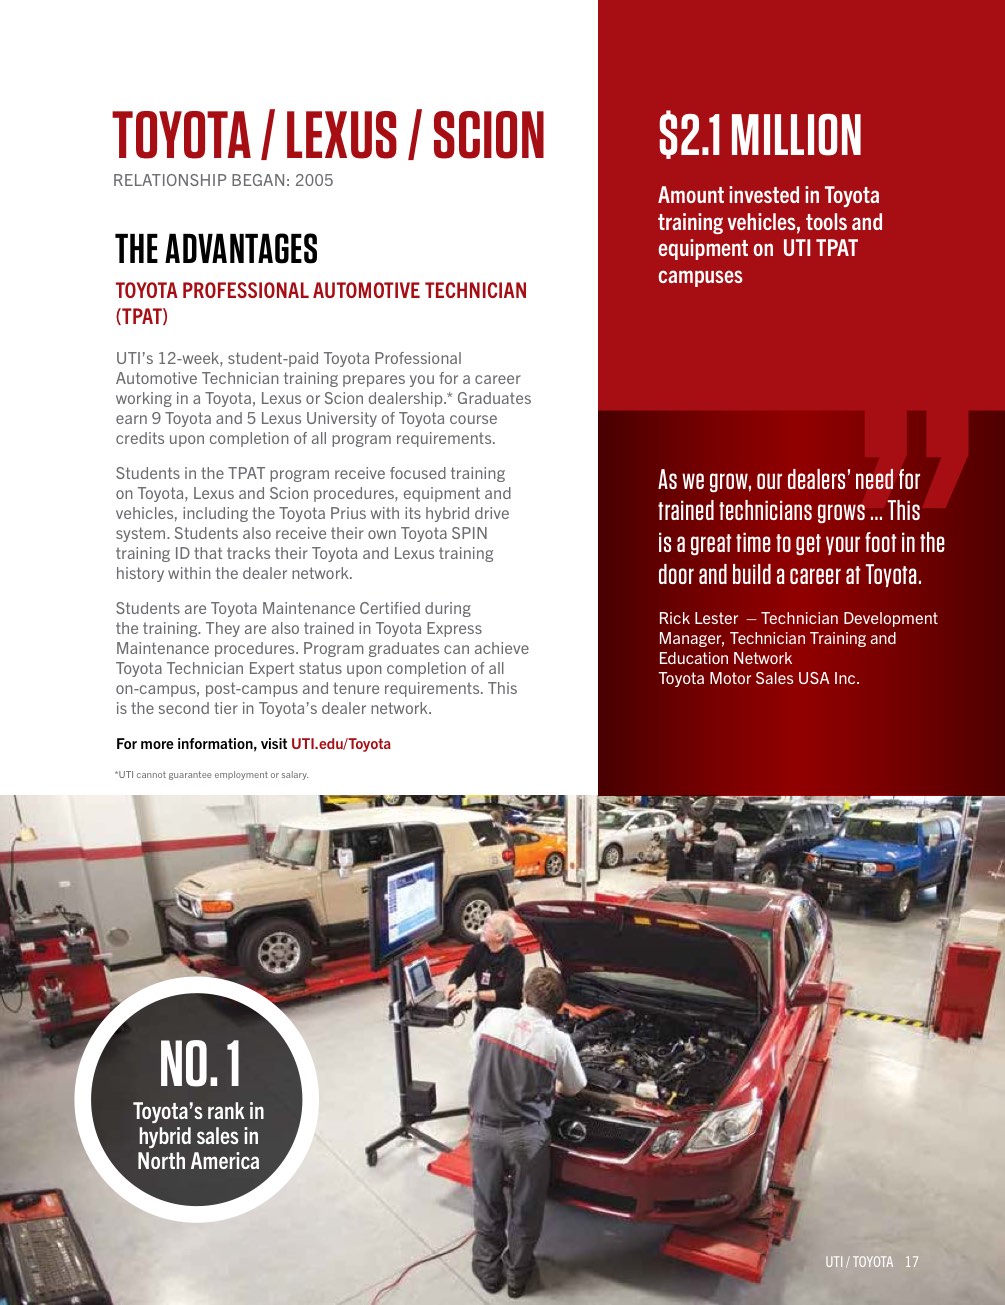 TOYOTA / LEXUS / SCION
RELATIONSHIP BEGAN: 2005
THE ADVANTAGES
TOYOTA PROFESSIONAL AUTOMOTIVE TECHNICIAN
(TPAT)
UTI’s 12-week, student-paid Toyota Professional
Automotive Technician training prepares you for a career
working in a Toyota, Lexus or Scion dealership.* Graduates
earn 9 Toyota and 5 Lexus University of Toyota course
credits upon completion of all program requirements.
Students in the TPAT program receive focused training
on Toyota, Lexus and Scion procedures, equipment and
vehicles, including the Toyota Prius with its hybrid drive
system. Students also receive their own Toyota SPIN
training ID that tracks their Toyota and Lexus training
history within the dealer network.
Students are Toyota Maintenance Certified during
the training. They are also trained in Toyota Express
Maintenance procedures. Program graduates can achieve
Toyota Technician Expert status upon completion of all
on-campus, post-campus and tenure requirements. This
is the second tier in Toyota’s dealer network.
For more information, visit UTI.edu/Toyota
*UTI cannot guarantee employment or salary.
$2.1 MILLION
Amount invested in Toyota
training vehicles, tools and
equipment on UTI TPAT
campuses
”
As we grow, our dealers’ need for
trained technicians grows ... This
is a great time to get your foot in the
door and build a career at Toyota.
Rick Lester – Technician Development
Manager, Technician Training and
Education Network
Toyota Motor Sales USA Inc.
NO. 1
Toyota’s rank in
hybrid sales in
North America
UTI / TOYOTA 17